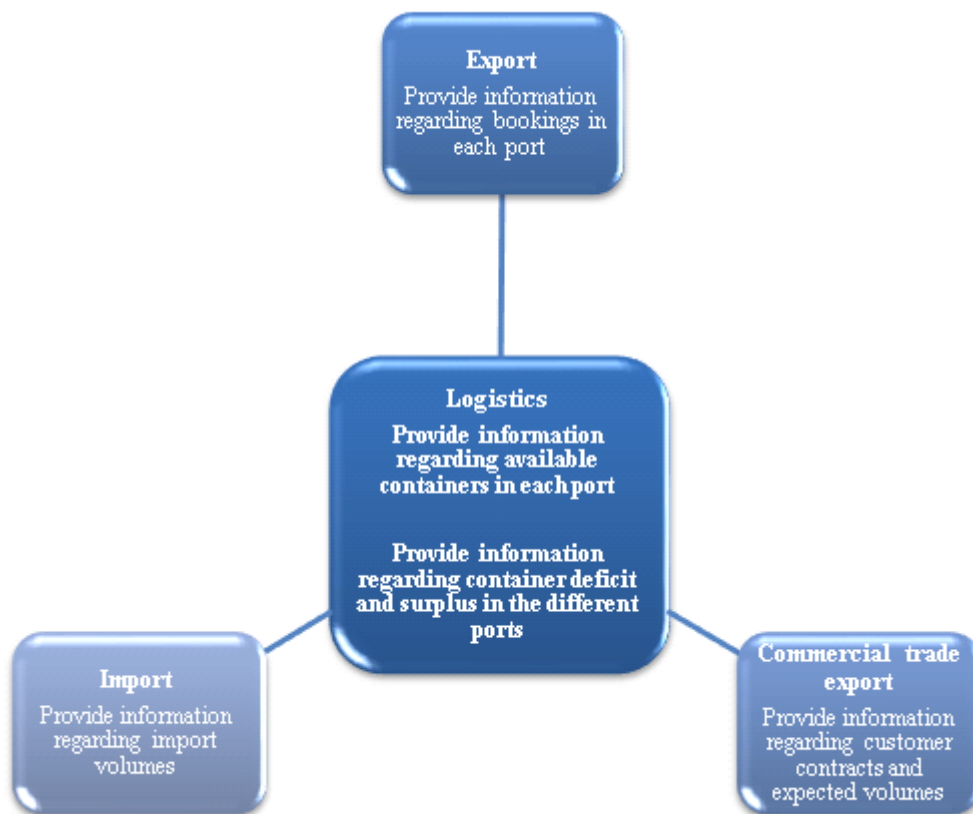 Export
Provide information
regarding bookings in
each port
Logistics
Provide information
regarding available
containers in each port
Provide information
regarding container deficit
and surplus in the different
ports
Import
Provide information
regarding import
volumes
Commercial trade
export
Provide information
regarding customer
contracts and
expected volumes